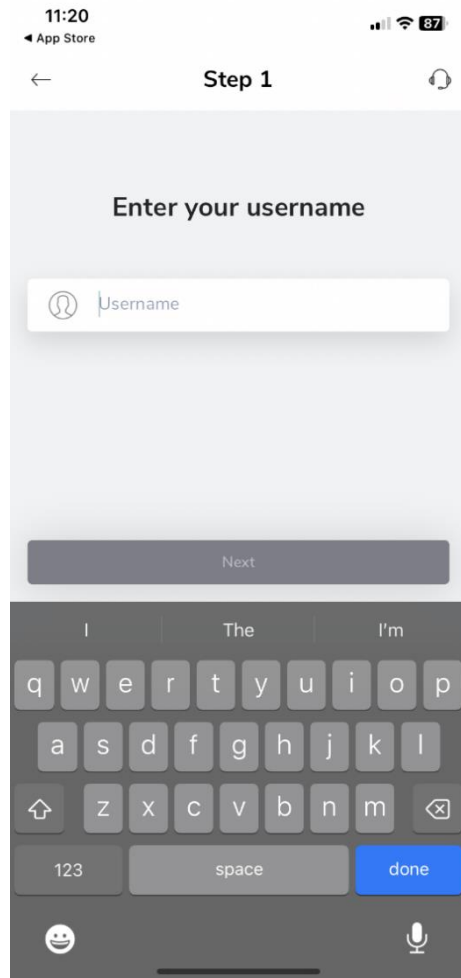 11:20
87
◀ App Store
Step 1
Enter your username
Username
Next
I The I'm
q w e r t y u i o p
a s d f g h j k l
z x c v b n m
123 space done